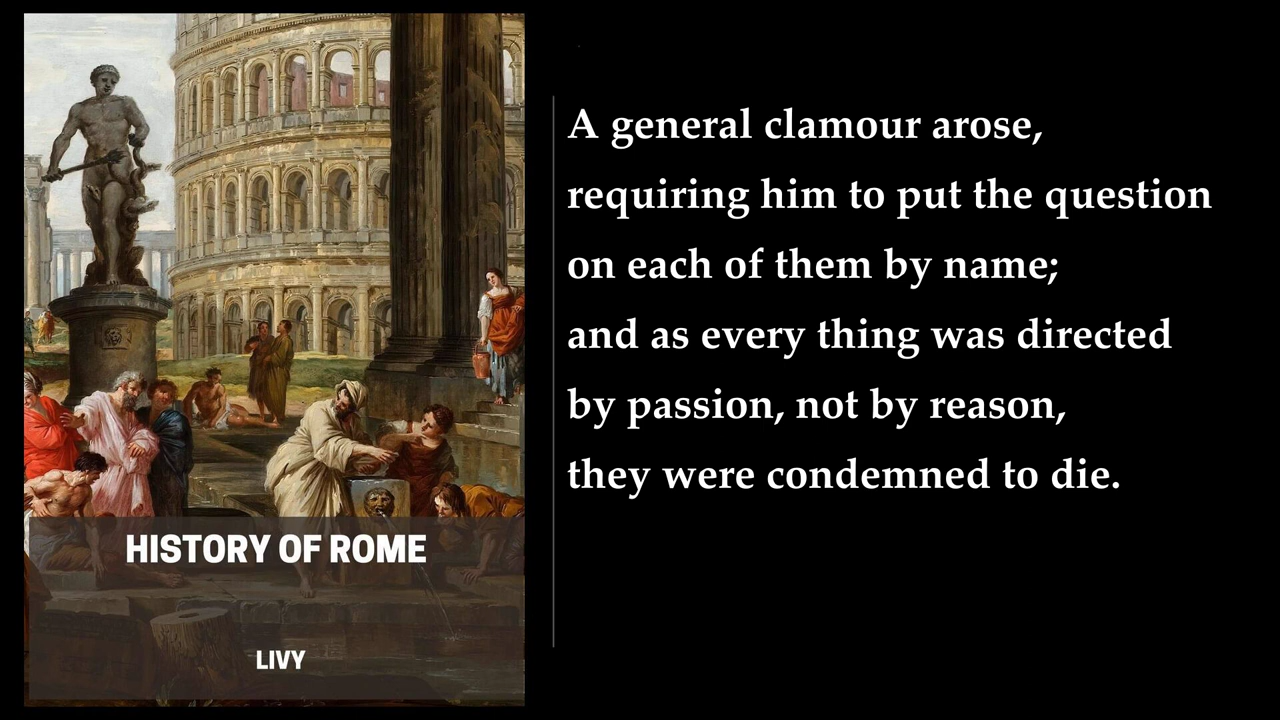 A general clamour arose,
requiring him to put the question
on each of them by name;
and as every thing was directed
by passion, not by reason,
they were condemned to die.
HISTORY OF ROME
LIVY